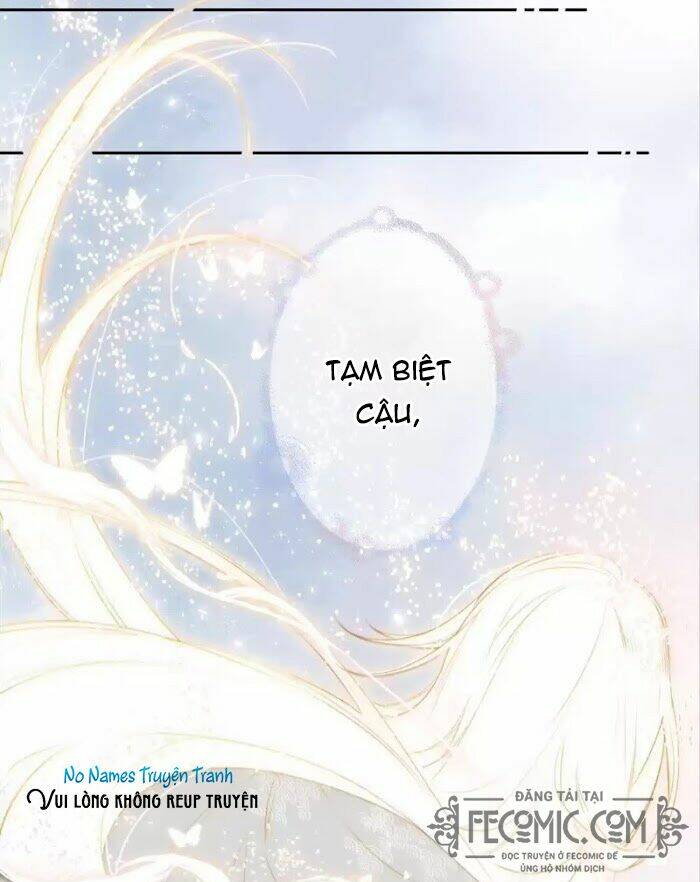 TẠM BIỆT
CẬU,
No Names Truyện Tranh
VUI LÒNG KHÔNG REUP TRUYỆN
ĐĂNG TẢI TẠI
FECOMIC.COM
ĐỌC TRUYỆN Ở FECOMIC ĐỂ
ỦNG HỘ NHÓM DỊCH